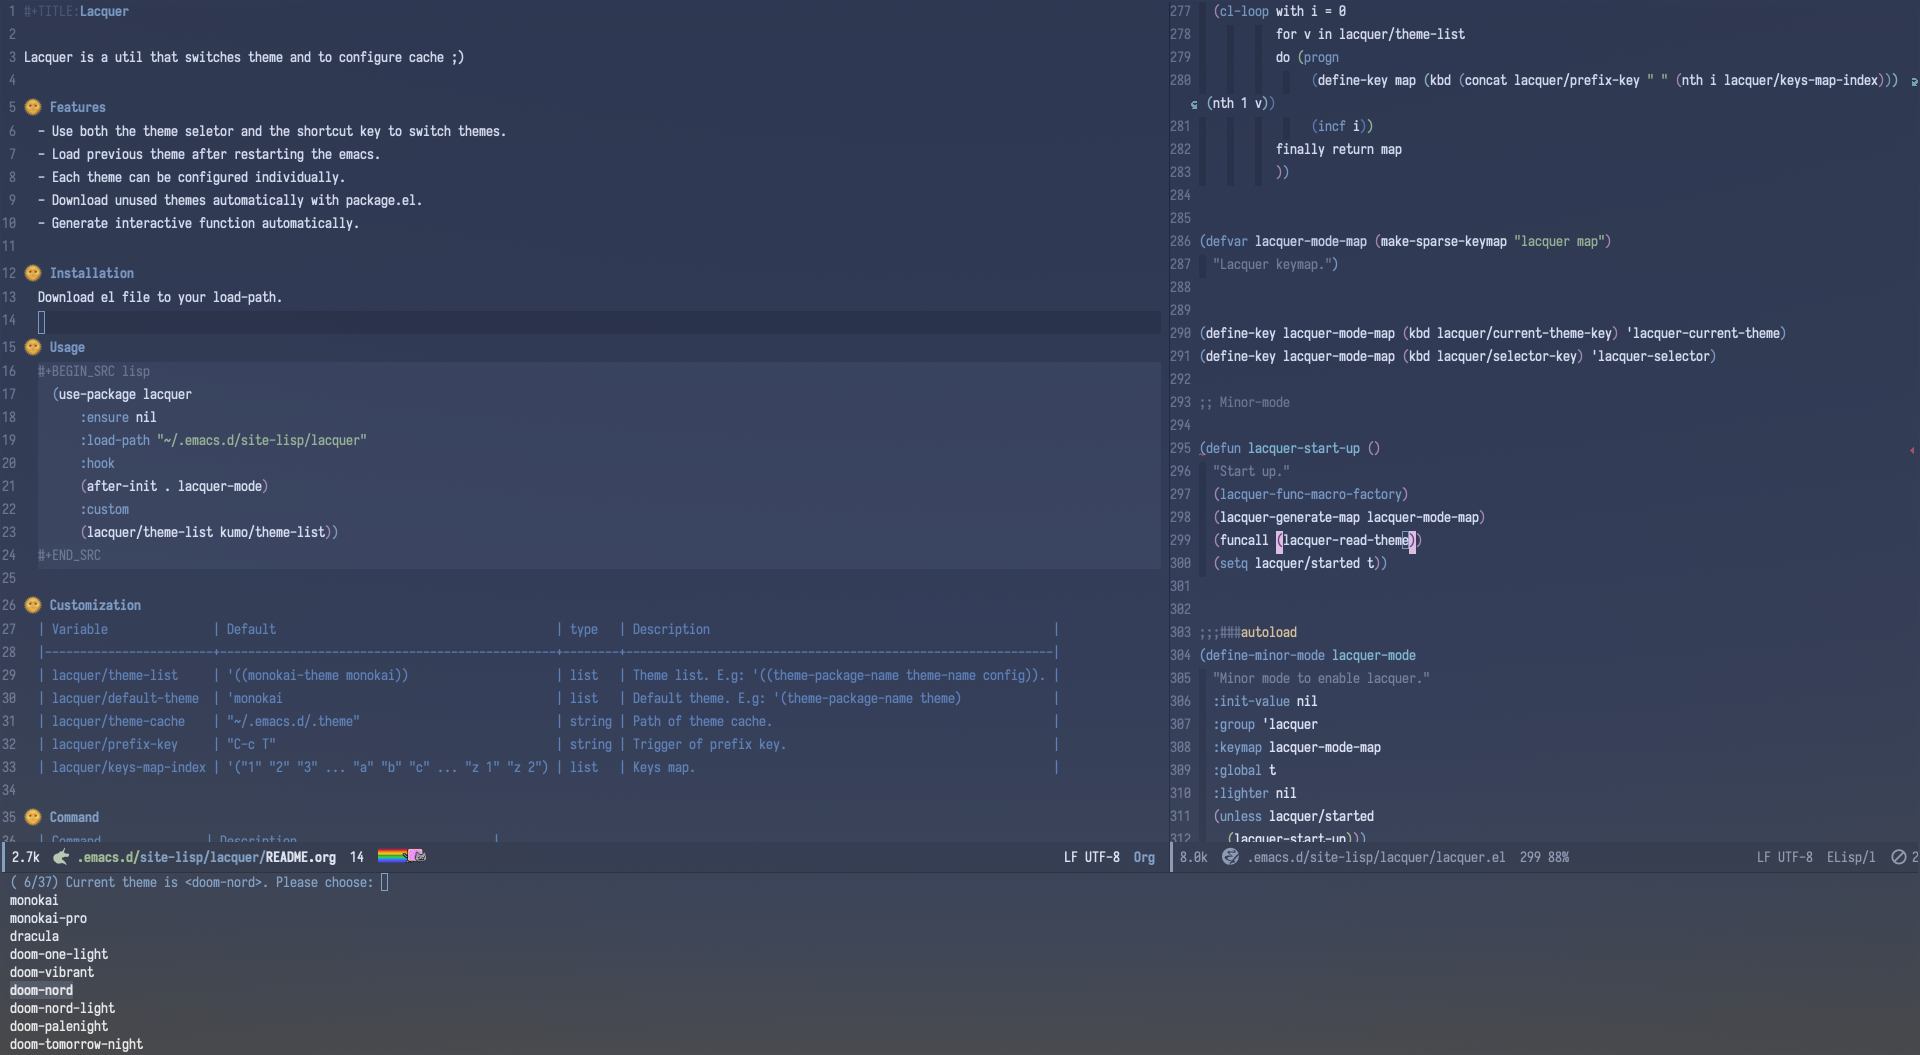 1 #+TITLE:Lacquer
2
3 Lacquer is a util that switches theme and to configure cache ;)
4
5 Features
6 - Use both the theme seletor and the shortcut key to switch themes.
7 - Load previous theme after restarting the emacs.
8 - Each theme can be configured individually.
9 - Download unused themes automatically with package.el.
10 - Generate interactive function automatically.
11
12 Installation
13 Download el file to your load-path.
14
15 Usage
16 #+BEGIN_SRC lisp
17 (use-package lacquer
18 :ensure nil
19 :load-path "~/.emacs.d/site-lisp/lacquer"
20 :hook
21 (after-init . lacquer-mode)
22 :custom
23 (lacquer/theme-list kumo/theme-list))
24 #+END_SRC
25
26 Customization
27 | Variable | Default | type | Description |
28 |------------------------+------------------------------------------------+--------+-------------------------------------------------------------|
29 | lacquer/theme-list | '((monokai-theme monokai)) | list | Theme list. E.g: '((theme-package-name theme-name config)). |
30 | lacquer/default-theme | 'monokai | list | Default theme. E.g: '(theme-package-name theme) |
31 | lacquer/theme-cache | "~/.emacs.d/.theme" | string | Path of theme cache. |
32 | lacquer/prefix-key | "C-c T" | string | Trigger of prefix key. |
33 | lacquer/keys-map-index | '("1" "2" "3" ... "a" "b" "c" ... "z 1" "z 2") | list | Keys map. |
34
35 Command
36 | Command | Description |
2.7k .emacs.d/site-lisp/lacquer/README.org 14 LF UTF-8 Org
277 (cl-loop with i = 0
278 for v in lacquer/theme-list
279 do (progn
280 (define-key map (kbd (concat lacquer/prefix-key " " (nth i lacquer/keys-map-index)))
(nth 1 v))
281 (incf i))
282 finally return map
283 ))
284
285
286 (defvar lacquer-mode-map (make-sparse-keymap "lacquer map")
287 "Lacquer keymap.")
288
289
290 (define-key lacquer-mode-map (kbd lacquer/current-theme-key) 'lacquer-current-theme)
291 (define-key lacquer-mode-map (kbd lacquer/selector-key) 'lacquer-selector)
292
293 ;; Minor-mode
294
295 (defun lacquer-start-up ()
296 "Start up."
297 (lacquer-func-macro-factory)
298 (lacquer-generate-map lacquer-mode-map)
299 (funcall (lacquer-read-theme))
300 (setq lacquer/started t))
301
302
303 ;;;###autoload
304 (define-minor-mode lacquer-mode
305 "Minor mode to enable lacquer."
306 :init-value nil
307 :group 'lacquer
308 :keymap lacquer-mode-map
309 :global t
310 :lighter nil
311 (unless lacquer/started
312 (lacquer-start-up)))
8.0k .emacs.d/site-lisp/lacquer/lacquer.el 299 88% LF UTF-8 ELisp/l 2
( 6/37) Current theme is <doom-nord>. Please choose:
monokai
monokai-pro
dracula
doom-one-light
doom-vibrant
doom-nord
doom-nord-light
doom-palenight
doom-tomorrow-night